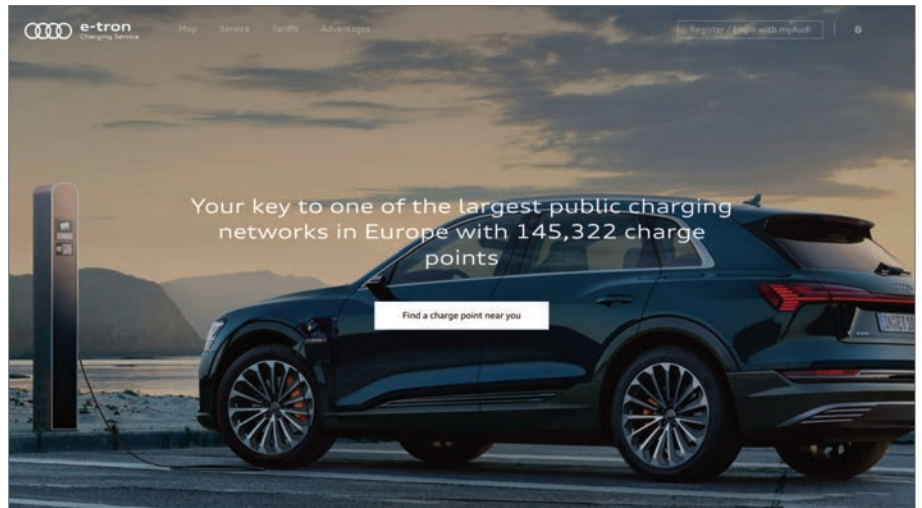 e-tron
Charging Service
Map Service Tariffs Advantages
Register / Login with myAudi
Your key to one of the largest public charging
networks in Europe with 145,322 charge
points
Find a charge point near you